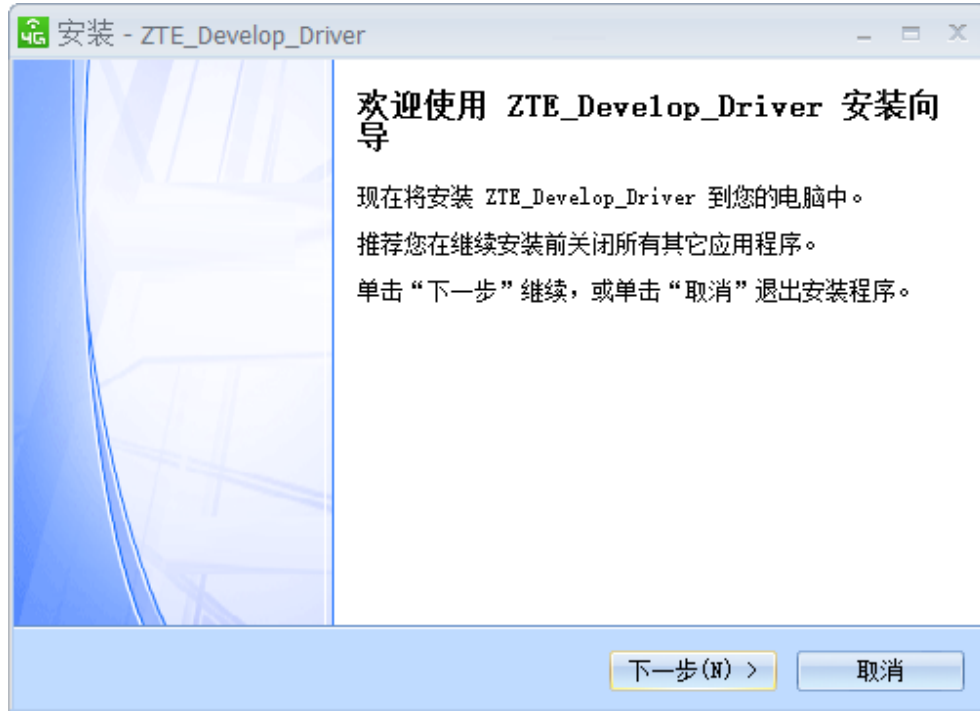 4G 安装 - ZTE_Develop_Driver
欢迎使用 ZTE_Develop_Driver 安装向
导
现在将安装 ZTE_Develop_Driver 到您的电脑中。
推荐您在继续安装前关闭所有其它应用程序。
单击“下一步”继续，或单击“取消”退出安装程序。
下一步(N) >
取消